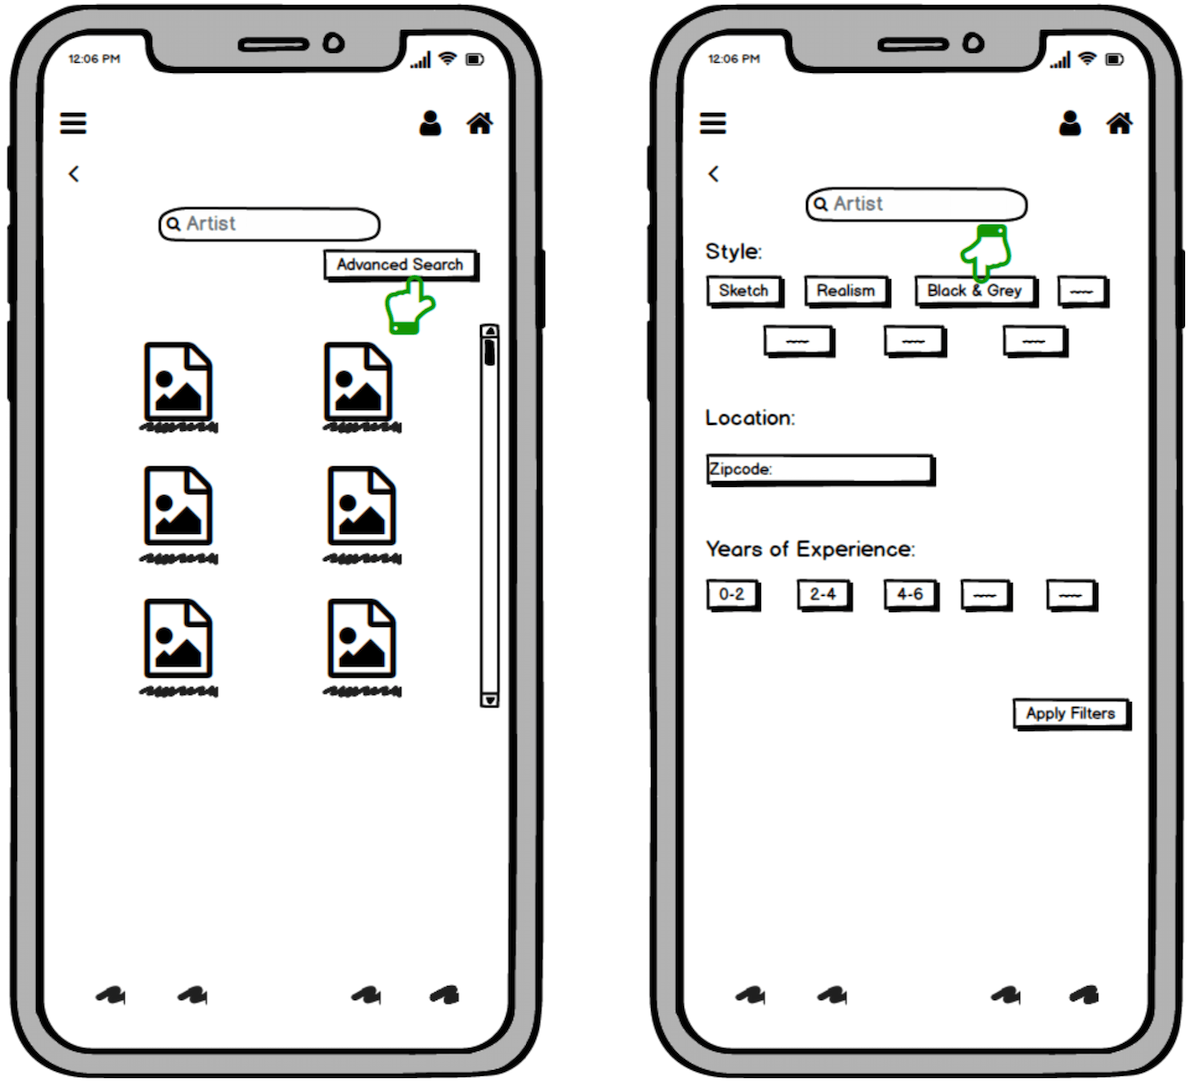 12:06 PM
Artist
Advanced Search
12:06 PM
Artist
Style:
Sketch
Realism
Black & Grey
Location:
Zipcode:
Years of Experience:
0-2
2-4
4-6
Apply Filters